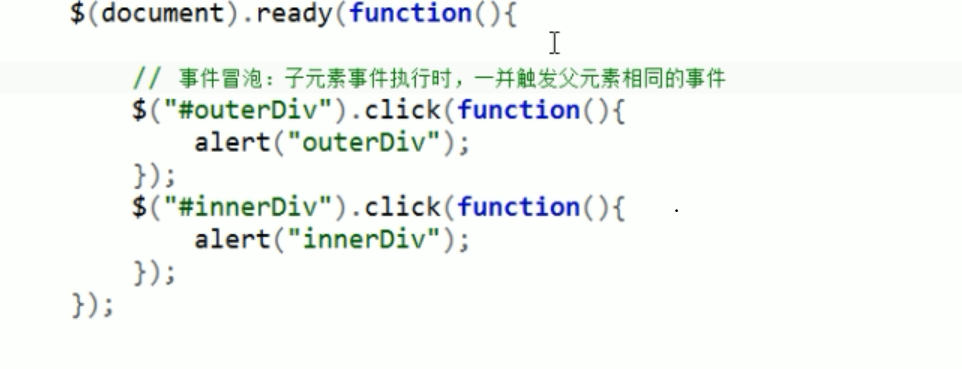 $(document).ready(function(){
// 事件冒泡：子元素事件执行时，一并触发父元素相同的事件
$("#outerDiv").click(function(){
alert("outerDiv");
});
$("#innerDiv").click(function(){
alert("innerDiv");
});
});